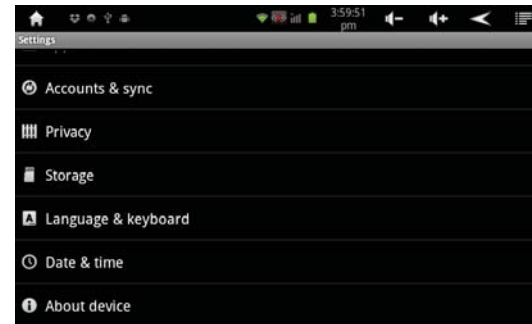 3:59:51
pm
Settings
Accounts & sync
Privacy
Storage
Language & keyboard
Date & time
About device